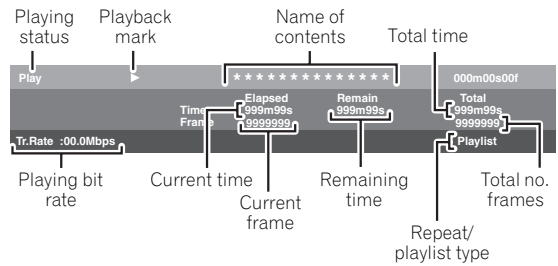 Playing status
Playback mark
Name of contents
Total time
Play ► ************** 000m00s00f
Elapsed Remain Total
Time 999m99s 999m99s 999m99s
Frame 9999999 9999999
Tr.Rate :00.0Mbps Playlist
Playing bit rate
Current time
Current frame
Remaining time
Total no. frames
Repeat/ playlist type